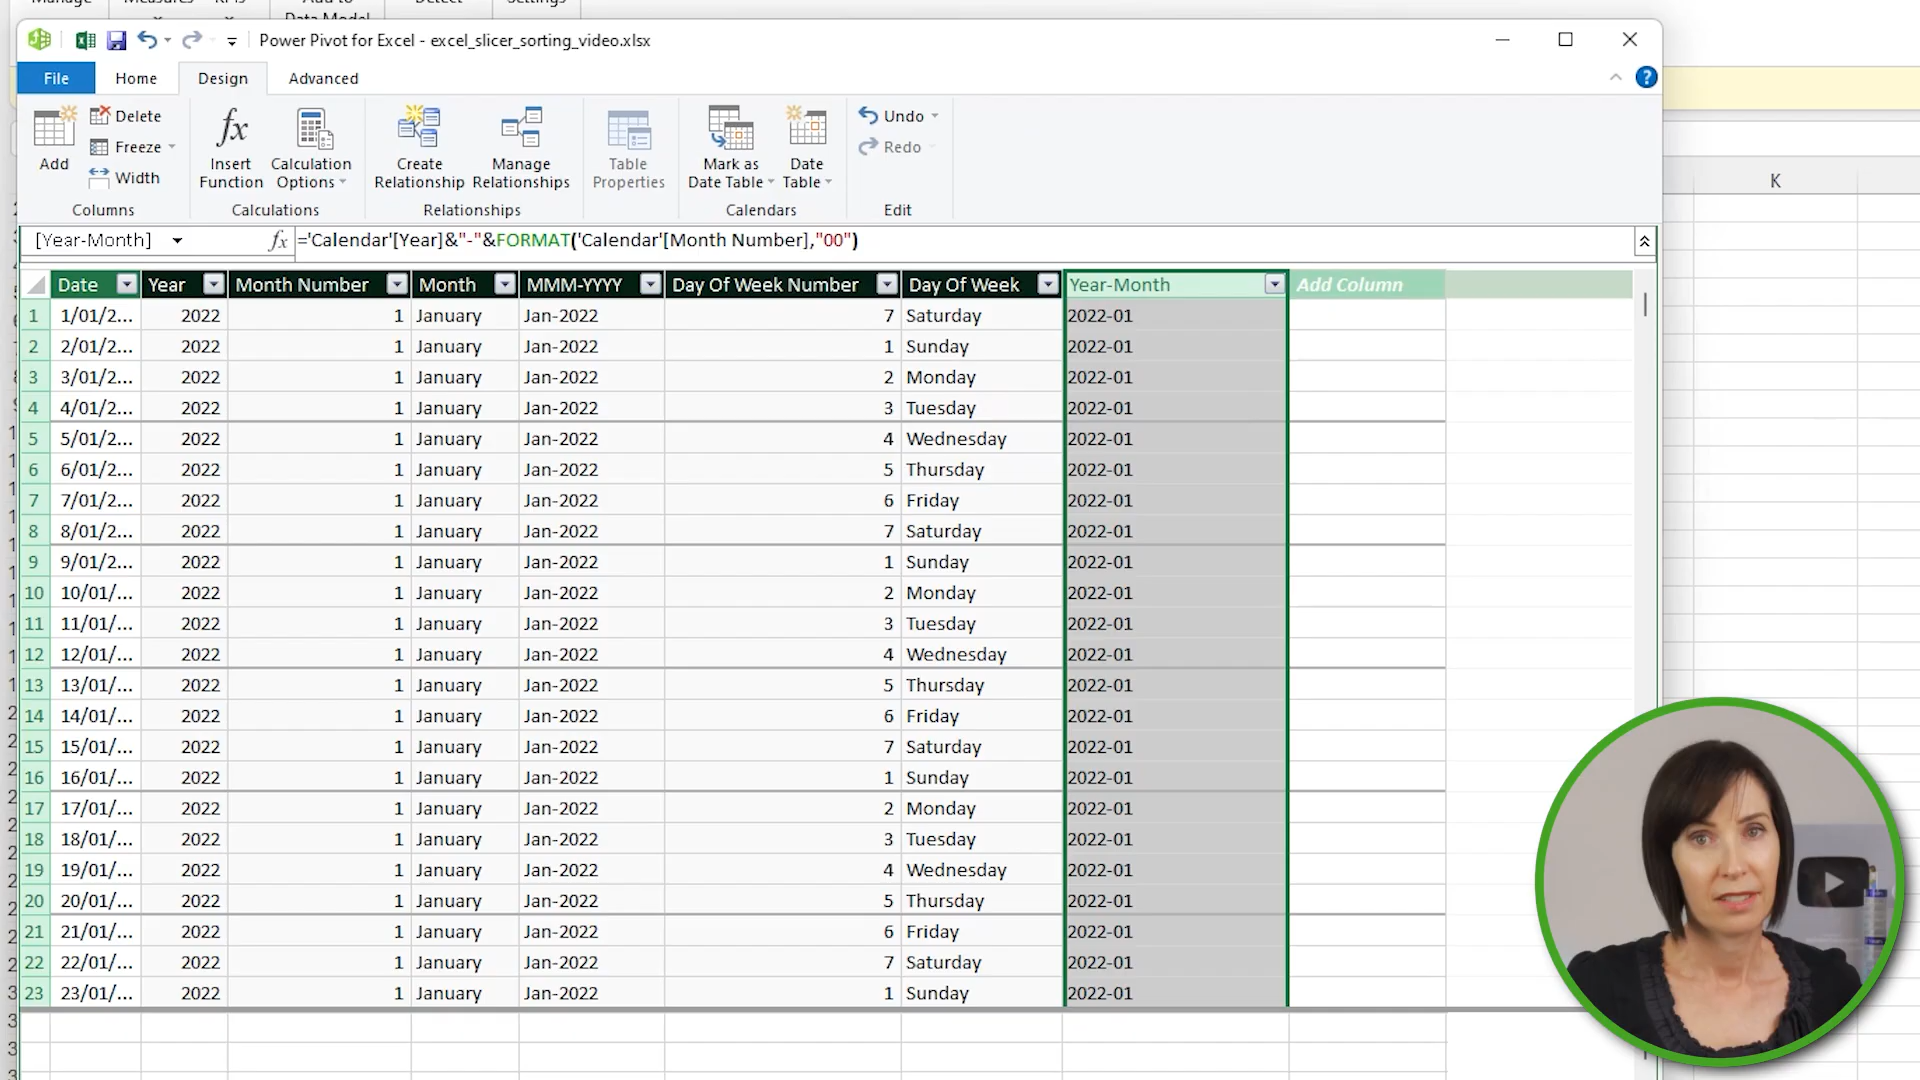 Power Pivot for Excel - excel_slicer_sorting_video.xlsx
File Home Design Advanced
Add
Delete
Freeze
Width
Columns
fx
Insert Function
Calculation Options
Calculations
Create Relationship
Manage Relationships
Relationships
Table Properties
Mark as Date Table
Date Table
Calendars
Undo
Redo
Edit
?
K
[Year-Month] fx ='Calendar'[Year]&"-"&FORMAT('Calendar'[Month Number],"00")
Date Year Month Number Month MMM-YYYY Day Of Week Number Day Of Week Year-Month Add Column
1 1/01/2... 2022 1 January Jan-2022 7 Saturday 2022-01
2 2/01/2... 2022 1 January Jan-2022 1 Sunday 2022-01
3 3/01/2... 2022 1 January Jan-2022 2 Monday 2022-01
4 4/01/2... 2022 1 January Jan-2022 3 Tuesday 2022-01
5 5/01/2... 2022 1 January Jan-2022 4 Wednesday 2022-01
6 6/01/2... 2022 1 January Jan-2022 5 Thursday 2022-01
7 7/01/2... 2022 1 January Jan-2022 6 Friday 2022-01
8 8/01/2... 2022 1 January Jan-2022 7 Saturday 2022-01
9 9/01/2... 2022 1 January Jan-2022 1 Sunday 2022-01
10 10/01/... 2022 1 January Jan-2022 2 Monday 2022-01
11 11/01/... 2022 1 January Jan-2022 3 Tuesday 2022-01
12 12/01/... 2022 1 January Jan-2022 4 Wednesday 2022-01
13 13/01/... 2022 1 January Jan-2022 5 Thursday 2022-01
14 14/01/... 2022 1 January Jan-2022 6 Friday 2022-01
15 15/01/... 2022 1 January Jan-2022 7 Saturday 2022-01
16 16/01/... 2022 1 January Jan-2022 1 Sunday 2022-01
17 17/01/... 2022 1 January Jan-2022 2 Monday 2022-01
18 18/01/... 2022 1 January Jan-2022 3 Tuesday 2022-01
19 19/01/... 2022 1 January Jan-2022 4 Wednesday 2022-01
20 20/01/... 2022 1 January Jan-2022 5 Thursday 2022-01
21 21/01/... 2022 1 January Jan-2022 6 Friday 2022-01
22 22/01/... 2022 1 January Jan-2022 7 Saturday 2022-01
23 23/01/... 2022 1 January Jan-2022 1 Sunday 2022-01